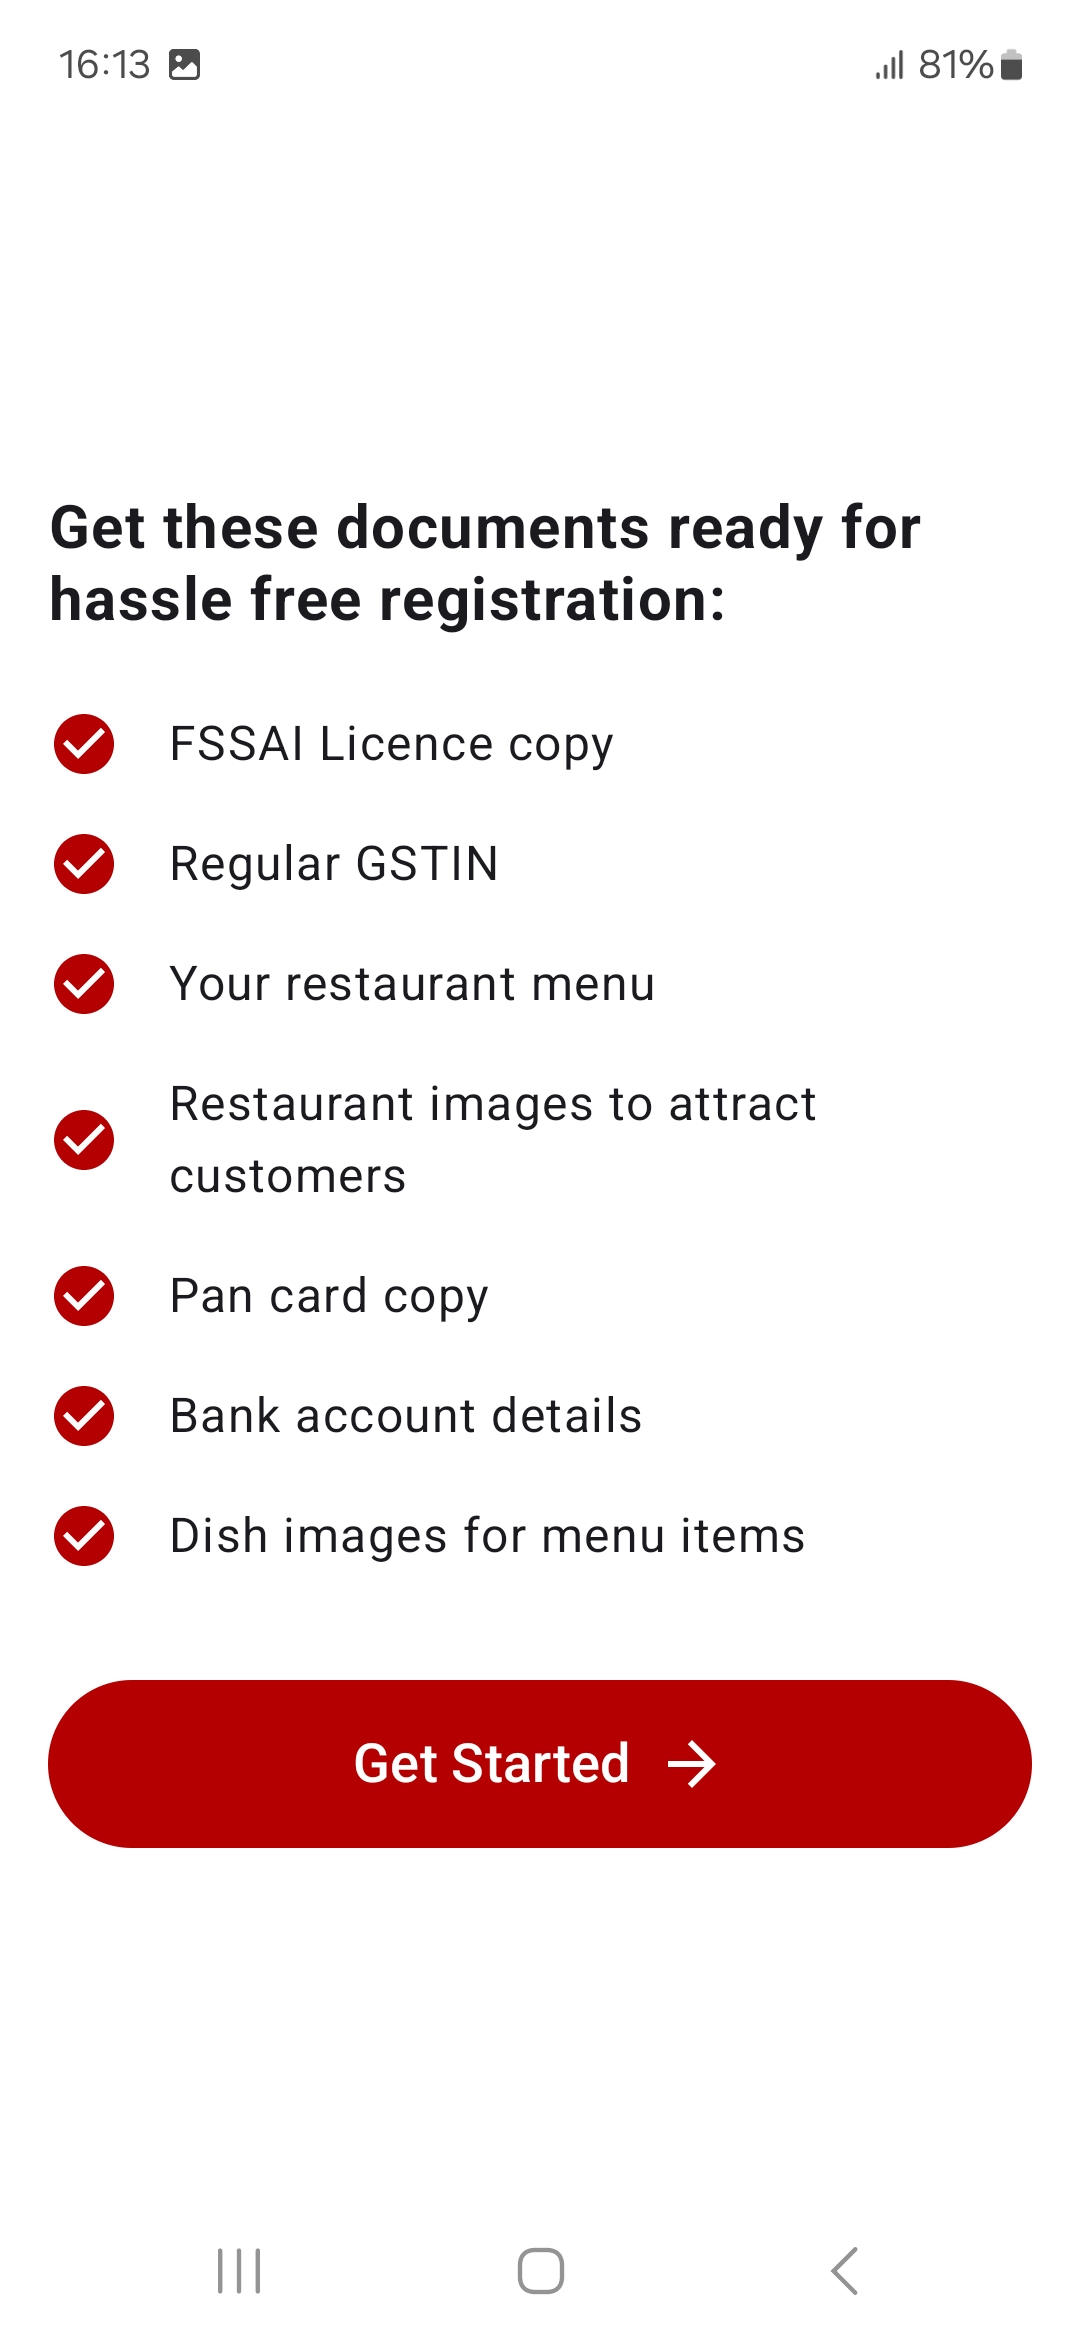 16:13
81%
Get these documents ready for
hassle free registration:
FSSAI Licence copy
Regular GSTIN
Your restaurant menu
Restaurant images to attract
customers
Pan card copy
Bank account details
Dish images for menu items
Get Started